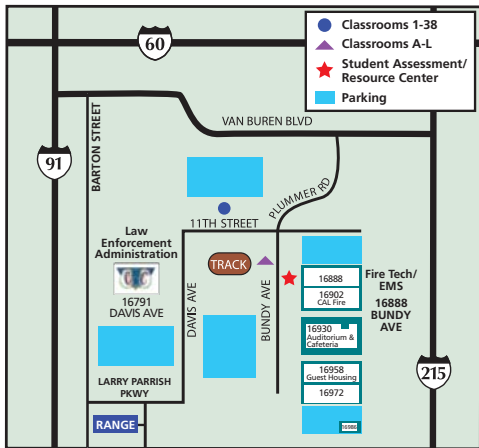 60
Classrooms 1-38
Classrooms A-L
Student Assessment/
Resource Center
Parking
VAN BUREN BLVD
91
BARTON STREET
PLUMMER RD
11TH STREET
Law
Enforcement
Administration
16791
DAVIS AVE
TRACK
DAVIS AVE
BUNDY AVE
16888
16902
CAL Fire
Fire Tech/
EMS
16888
BUNDY
AVE
16930
Auditorium &
Cafeteria
16958
Guest Housing
16972
215
LARRY PARRISH
PKWY
RANGE
16986